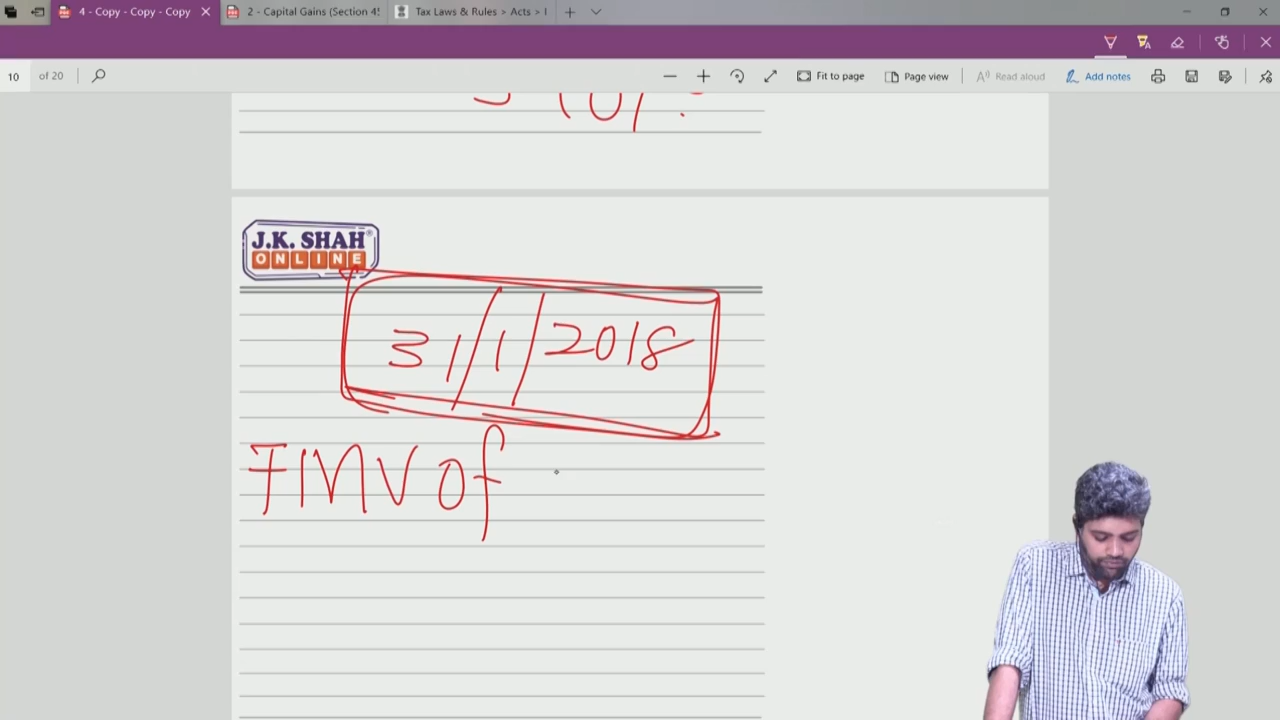 4 - Copy - Copy - Copy
2 - Capital Gains (Section 4!
Tax Laws & Rules > Acts > I
10 of 20
Fit to page
Page view
Read aloud
Add notes
J.K. SHAH®
ONLINE
31/1/2018
FMV Of